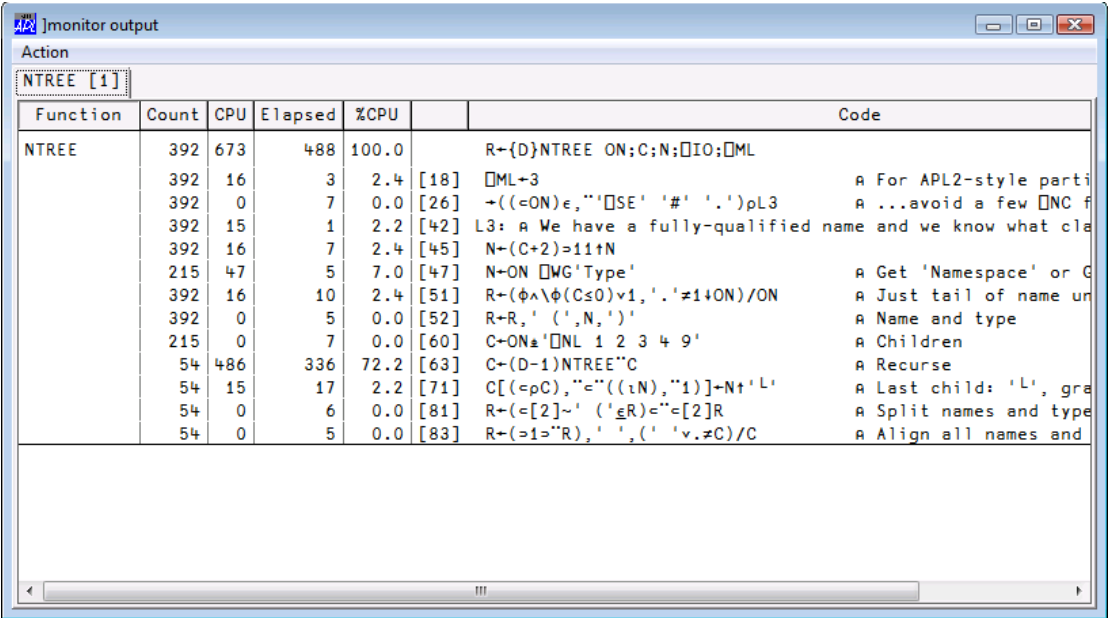 APL ]monitor output
Action
NTREE [1]
Function Count CPU Elapsed %CPU Code
NTREE 392 673 488 100.0 R←{D}NTREE ON;C;N;⎕IO;⎕ML
392 16 3 2.4 [18] ⎕ML←3 ⍝ For APL2-style parti
392 0 7 0.0 [26] →((⊂ON)∊,¨'⎕SE' '#' '.')⍴L3 ⍝ ...avoid a few ⎕NC f
392 15 1 2.2 [42] L3: ⍝ We have a fully-qualified name and we know what cla
392 16 7 2.4 [45] N←(C+2)⊃11↑N
215 47 5 7.0 [47] N←ON ⎕WG'Type' ⍝ Get 'Namespace' or G
392 16 10 2.4 [51] R←(⌽∧\⌽(C≤0)∨1,'.'≠1↓ON)/ON ⍝ Just tail of name un
392 0 5 0.0 [52] R←R,' (',N,')' ⍝ Name and type
215 0 7 0.0 [60] C←ON⍎'⎕NL 1 2 3 4 9' ⍝ Children
54 486 336 72.2 [63] C←(D-1)NTREE¨C ⍝ Recurse
54 15 17 2.2 [71] C[(⊂⍴C),¨⊂¨((⍳N),¨1)]←N↑'└' ⍝ Last child: '└', gra
54 0 6 0.0 [81] R←(⊂[2]~' ('⍷R)⊂¨⊂[2]R ⍝ Split names and type
54 0 5 0.0 [83] R←(⊃1⊃¨R),' ',(' '∨.≠C)/C ⍝ Align all names and